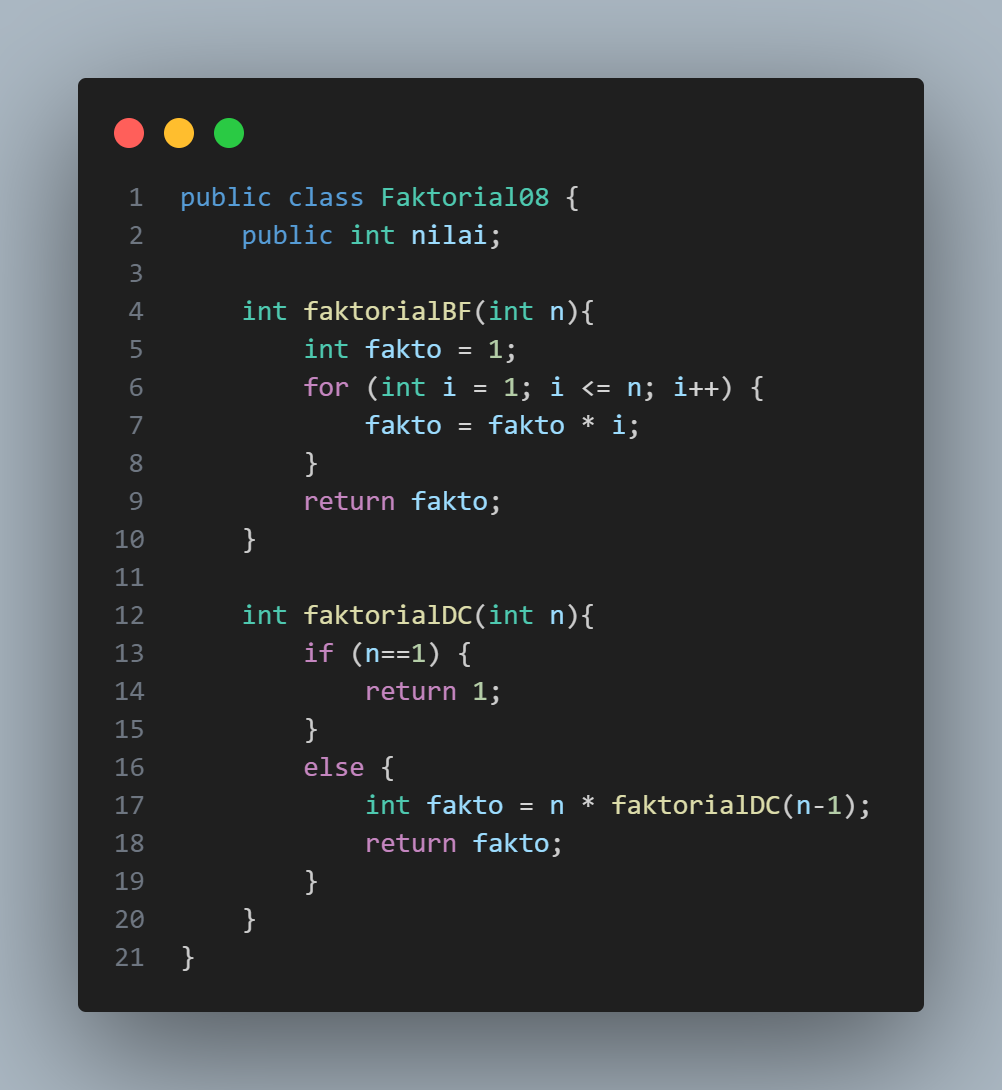 1 public class Faktorial08 {
2     public int nilai;
3
4     int faktorialBF(int n){
5         int fakto = 1;
6         for (int i = 1; i <= n; i++) {
7             fakto = fakto * i;
8         }
9         return fakto;
10     }
11
12     int faktorialDC(int n){
13         if (n==1) {
14             return 1;
15         }
16         else {
17             int fakto = n * faktorialDC(n-1);
18             return fakto;
19         }
20     }
21 }